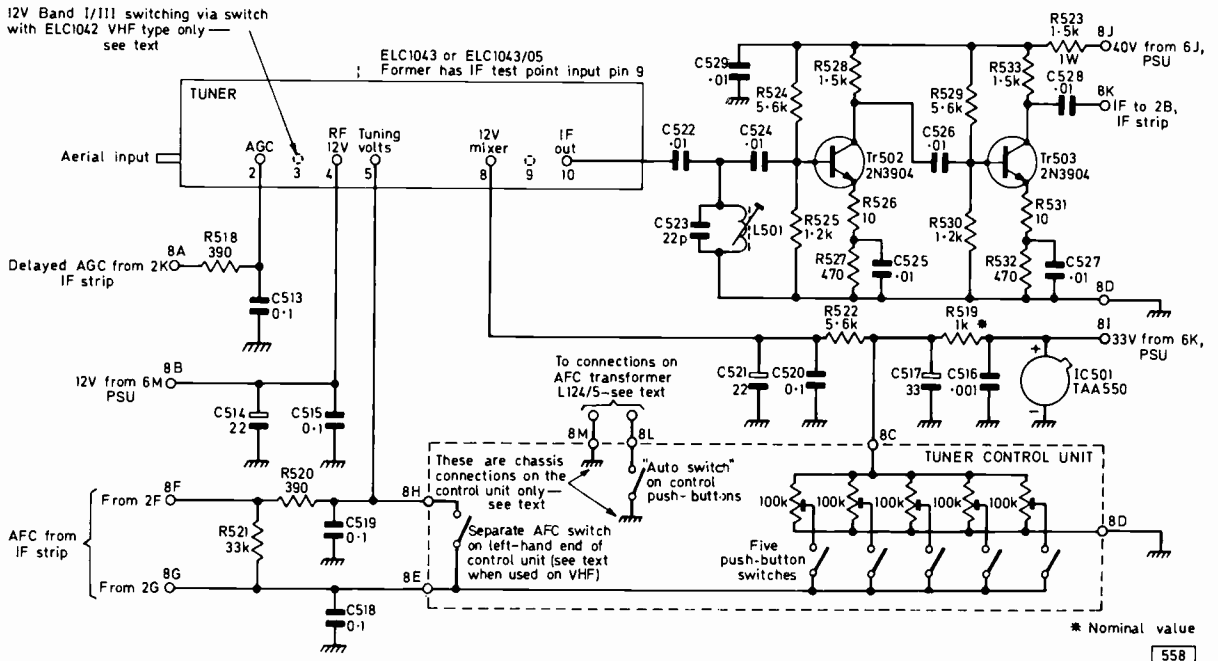 12V Band I/III switching via switch
with ELC1042 VHF type only —
see text
ELC1043 or ELC1043/05
Former has IF test point input pin 9
TUNER
Aerial input
AGC
2
3
RF
12V
4
Tuning
volts
5
12V
mixer
8
9
IF
out
10
C529
·01
R524
5·6k
R528
1·5k
R529
5·6k
R533
1·5k
R523
1·5k
1W
8J
40V from 6J,
PSU
C528
·01
8K
IF to 2B,
IF strip
C522
·01
C524
·01
C526
·01
Tr502
2N3904
Tr503
2N3904
C523
22p
L501
R525
1·2k
R526
10
R527
470
C525
·01
R530
1·2k
R531
10
R532
470
C527
·01
8D
Delayed AGC from 2K
IF strip
8A
R518
390
C513
0·1
R522
5·6k
R519
1k *
8I
33V from 6K,
PSU
12V from 6M
PSU
8B
C514
22
C515
0·1
C521
22
C520
0·1
C517
33
C516
·001
+
-
IC501
TAA550
To connections on
AFC transformer
L124/5-see text
8M
8L
8C
TUNER CONTROL UNIT
These are chassis
connections on the
control unit only —
see text
"Auto switch"
on control
push-buttons
100k
100k
100k
100k
100k
8D
AFC from
IF strip
From 2F
8F
R520
390
R521
33k
C519
0·1
8H
Separate AFC switch
on left-hand end of
control unit (see text
when used on VHF)
Five
push-button
switches
From 2G
8G
8E
C518
0·1
* Nominal value
558